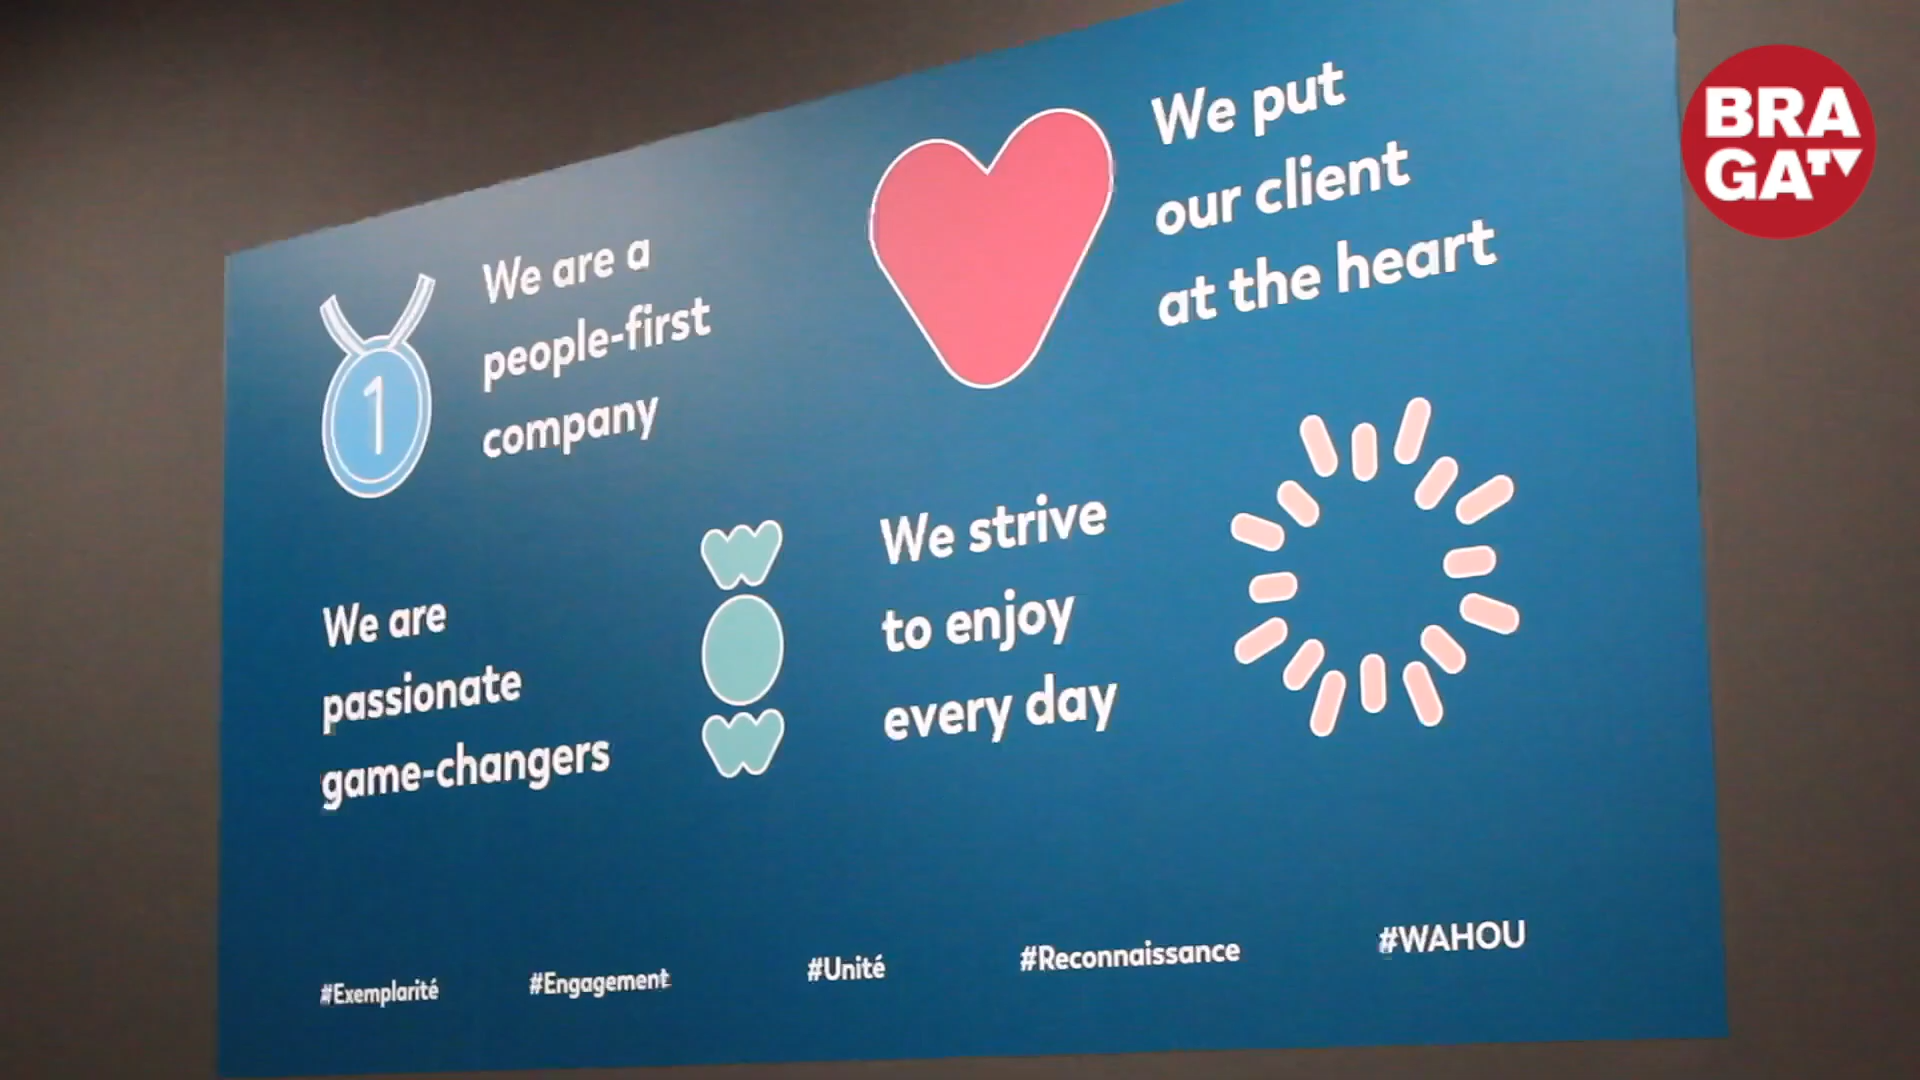 We are a
people-first
company
1
We put
our client
at the heart
We are
passionate
game-changers
We strive
to enjoy
every day
#Exemplarité
#Engagement
#Unité
#Reconnaissance
#WAHOU
BRA
GATV